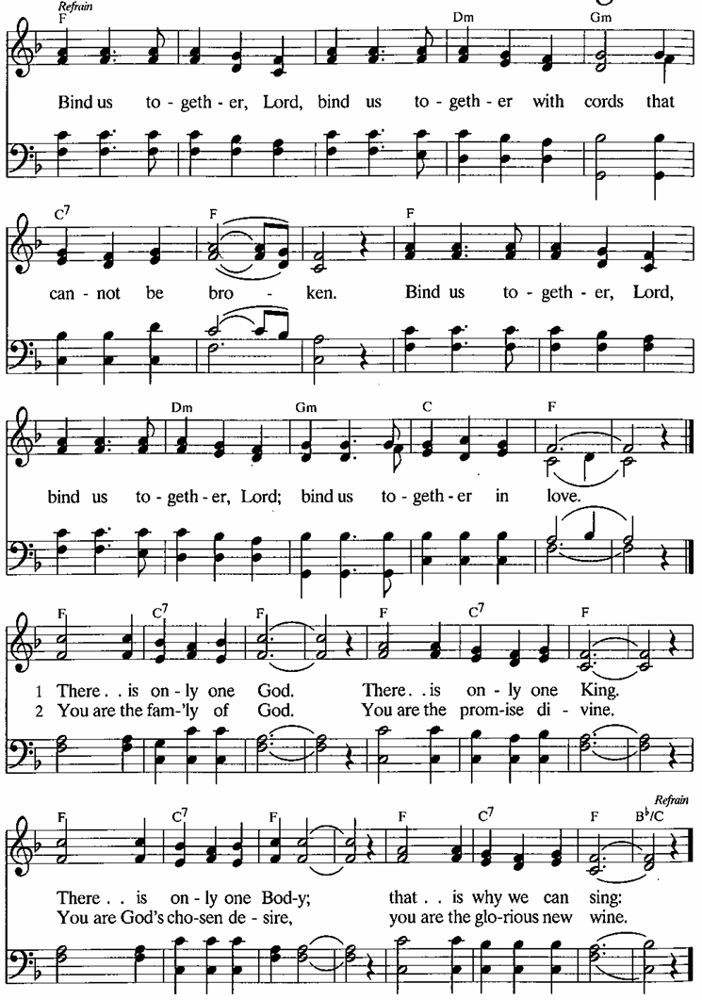 Refrain
F Dm Gm
Bind us to - geth - er, Lord, bind us to - geth - er with cords that
C7 F F
can - not be bro - ken. Bind us to - geth - er, Lord,
Dm Gm C F
bind us to - geth - er, Lord; bind us to - geth - er in love.
F C7 F F C7 F
1 There . . is on - ly one God. There . . is on - ly one King.
2 You are the fam-'ly of God. You are the prom-ise di - vine.
Refrain
F C7 F F C7 F B♭/C
There . . is on - ly one Bod-y; that . . is why we can sing:
You are God's cho-sen de - sire, you are the glo-rious new wine.